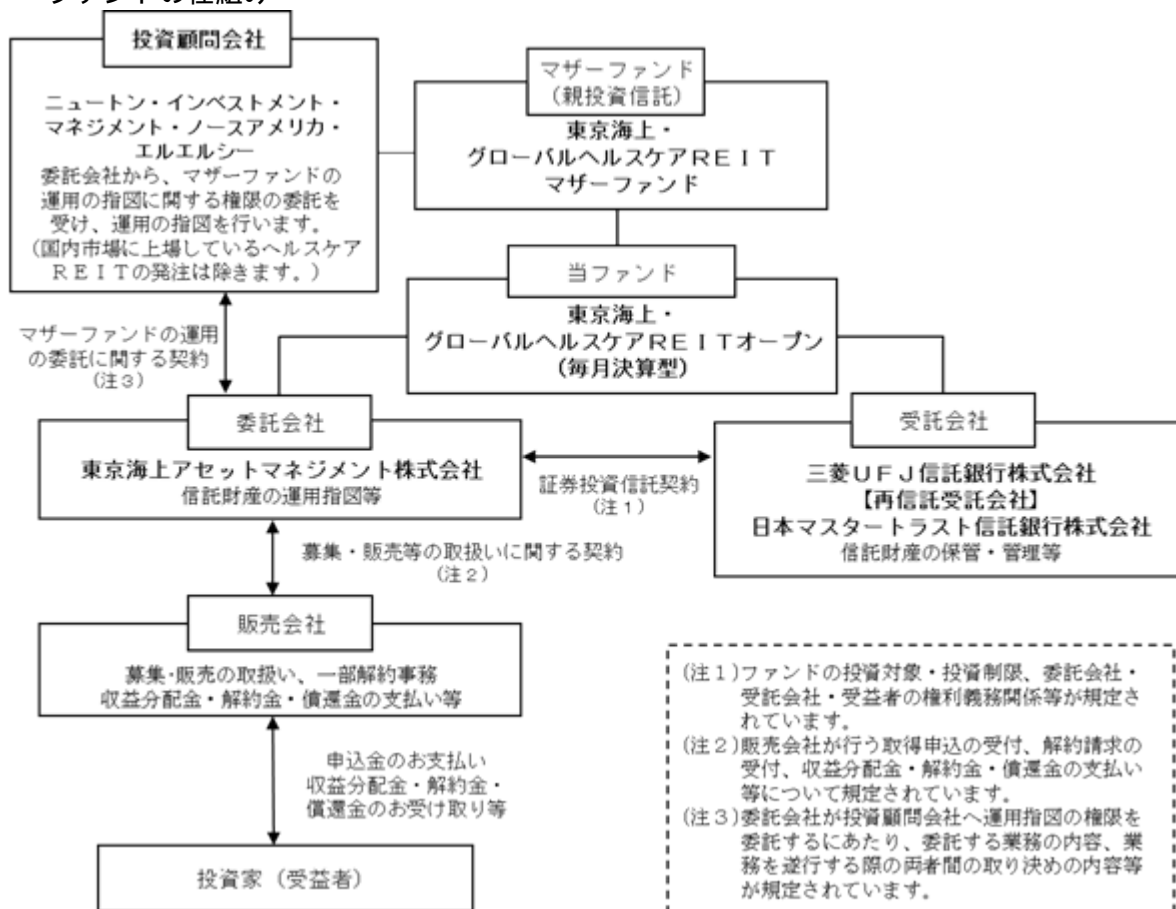 ファンドの仕組み
投資顧問会社
ニュートン・インベストメント・
マネジメント・ノースアメリカ・
エルエルシー
委託会社から、マザーファンドの
運用の指図に関する権限の委託を
受け、運用の指図を行います。
(国内市場に上場しているヘルスケア
ＲＥＩＴの発注は除きます。)
マザーファンド
(親投資信託)
東京海上・
グローバルヘルスケアＲＥＩＴ
マザーファンド
当ファンド
東京海上・
グローバルヘルスケアＲＥＩＴオープン
(毎月決算型)
マザーファンドの運用
の委託に関する契約
(注３)
委託会社
東京海上アセットマネジメント株式会社
信託財産の運用指図等
証券投資信託契約
(注１)
受託会社
三菱ＵＦＪ信託銀行株式会社
【再信託受託会社】
日本マスタートラスト信託銀行株式会社
信託財産の保管・管理等
募集・販売等の取扱いに関する契約
(注２)
販売会社
募集・販売の取扱い、一部解約事務
収益分配金・解約金・償還金の支払い等
申込金のお支払い
収益分配金・解約金・
償還金のお受け取り等
投資家（受益者）
(注１)ファンドの投資対象・投資制限、委託会社・
受託会社・受益者の権利義務関係等が規定さ
れています。
(注２)販売会社が行う取得申込の受付、解約請求の
受付、収益分配金・解約金・償還金の支払い
等について規定されています。
(注３)委託会社が投資顧問会社へ運用指図の権限を
委託するにあたり、委託する業務の内容、業
務を遂行する際の両者間の取り決めの内容等
が規定されています。